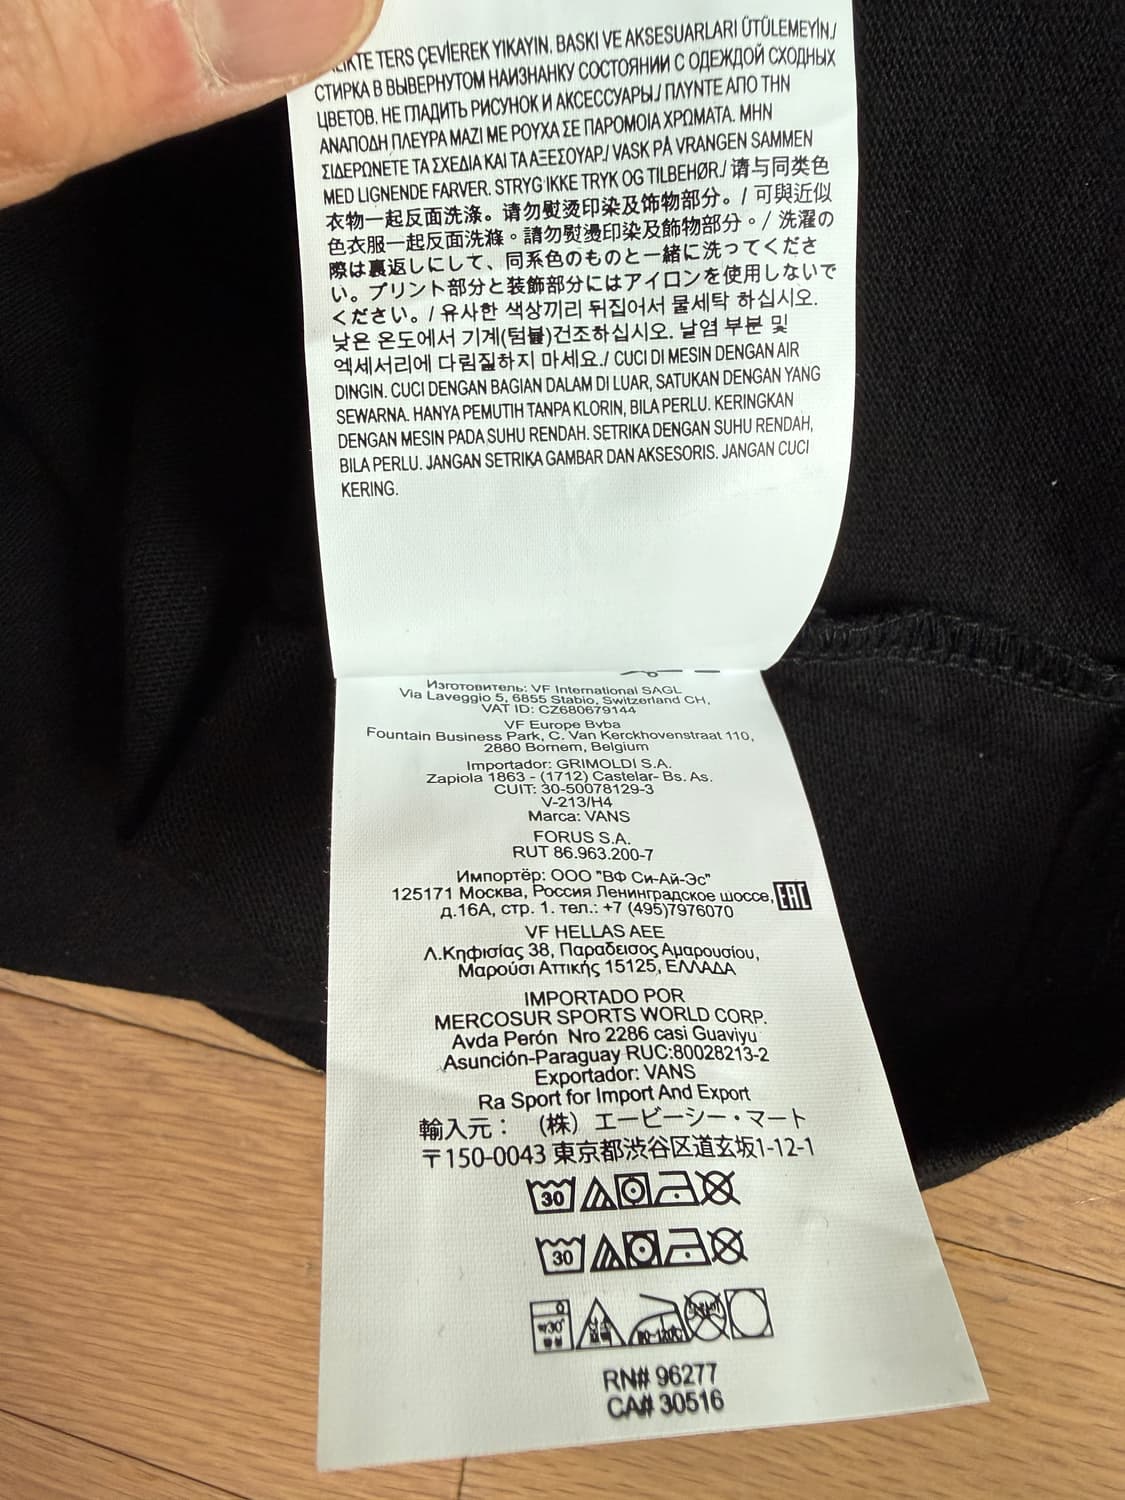 TERS ÇEVİEREK YIKAYIN. BASKI VE AKSESUARLARI ÜTÜLEMEYİN./
СТИРКА В ВЫВЕРНУТОМ НАИЗНАНКУ СОСТОЯНИИ С ОДЕЖДОЙ СХОДНЫХ
ЦВЕТОВ. НЕ ГЛАДИТЬ РИСУНОК И АКСЕССУАРЫ./ ΠΛΥΝΤΕ ΑΠΟ ΤΗΝ
ΑΝΑΠΟΔΗ ΠΛΕΥΡΑ ΜΑΖΙ ΜΕ ΡΟΥΧΑ ΣΕ ΠΑΡΟΜΟΙΑ ΧΡΩΜΑΤΑ. ΜΗΝ
ΣΙΔΕΡΩΝΕΤΕ ΤΑ ΣΧΕΔΙΑ ΚΑΙ ΤΑ ΑΞΕΣΟΥΑΡ./ VASK PÅ VRANGEN SAMMEN
MED LIGNENDE FARVER. STRYG IKKE TRYK OG TILBEHØR./ 请与同类色
衣物一起反面洗涤。请勿熨烫印染及饰物部分。/ 可與近似
色衣服一起反面洗滌。請勿熨燙印染及飾物部分。/ 洗濯の
際は裏返しにして、同系色のものと一緒に洗ってくださ
い。プリント部分と装飾部分にはアイロンを使用しないで
ください。/ 유사한 색상끼리 뒤집어서 물세탁 하십시오.
낮은 온도에서 기계(텀블)건조하십시오. 날염 부분 및
엑세서리에 다림질하지 마세요./ CUCI DI MESIN DENGAN AIR
DINGIN. CUCI DENGAN BAGIAN DALAM DI LUAR, SATUKAN DENGAN YANG
SEWARNA. HANYA PEMUTIH TANPA KLORIN, BILA PERLU. KERINGKAN
DENGAN MESIN PADA SUHU RENDAH. SETRIKA DENGAN SUHU RENDAH,
BILA PERLU. JANGAN SETRIKA GAMBAR DAN AKSESORIS. JANGAN CUCI
KERING.
Изготовитель: VF International SAGL
Via Laveggio 5, 6855 Stabio, Switzerland CH,
VAT ID: CZ680679144
VF Europe Bvba
Fountain Business Park, C. Van Kerckhovenstraat 110,
2880 Bornem, Belgium
Importador: GRIMOLDI S.A.
Zapiola 1863 - (1712) Castelar- Bs. As.
CUIT: 30-50078129-3
V-213/H4
Marca: VANS
FORUS S.A.
RUT 86.963.200-7
Импортёр: ООО "ВФ Си-Ай-Эс"
125171 Москва, Россия Ленинградское шоссе, EAC
д.16А, стр. 1. тел.: +7 (495)7976070
VF HELLAS AEE
Λ.Κηφισίας 38, Παραδεισος Αμαρουσίου,
Μαρούσι Αττικής 15125, ΕΛΛΑΔΑ
IMPORTADO POR
MERCOSUR SPORTS WORLD CORP.
Avda Perón Nro 2286 casi Guaviyu
Asunción-Paraguay RUC:80028213-2
Exportador: VANS
Ra Sport for Import And Export
輸入元： （株）エービーシー・マート
〒150-0043 東京都渋谷区道玄坂1-12-1
30
30
30°
RN# 96277
CA# 30516